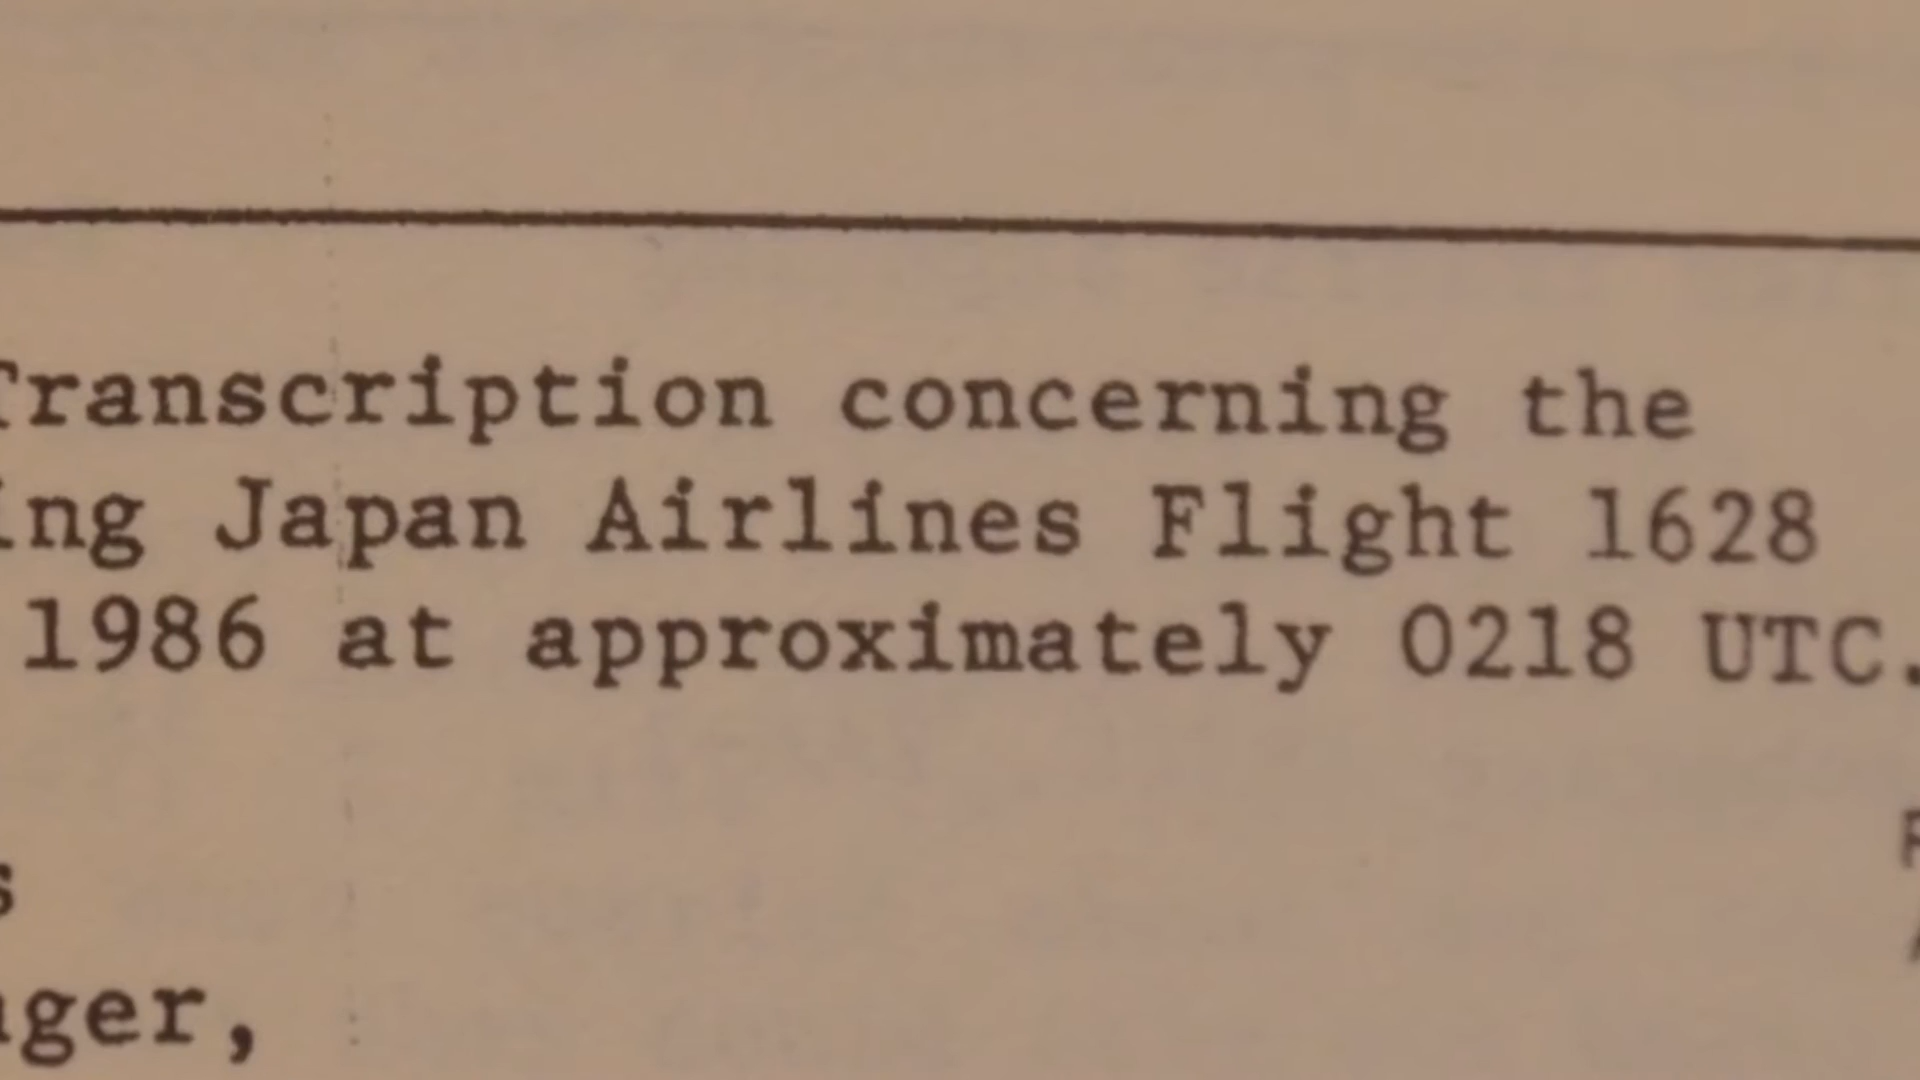 Transcription concerning the
ing Japan Airlines Flight 1628
1986 at approximately 0218 UTC.
s
ger,